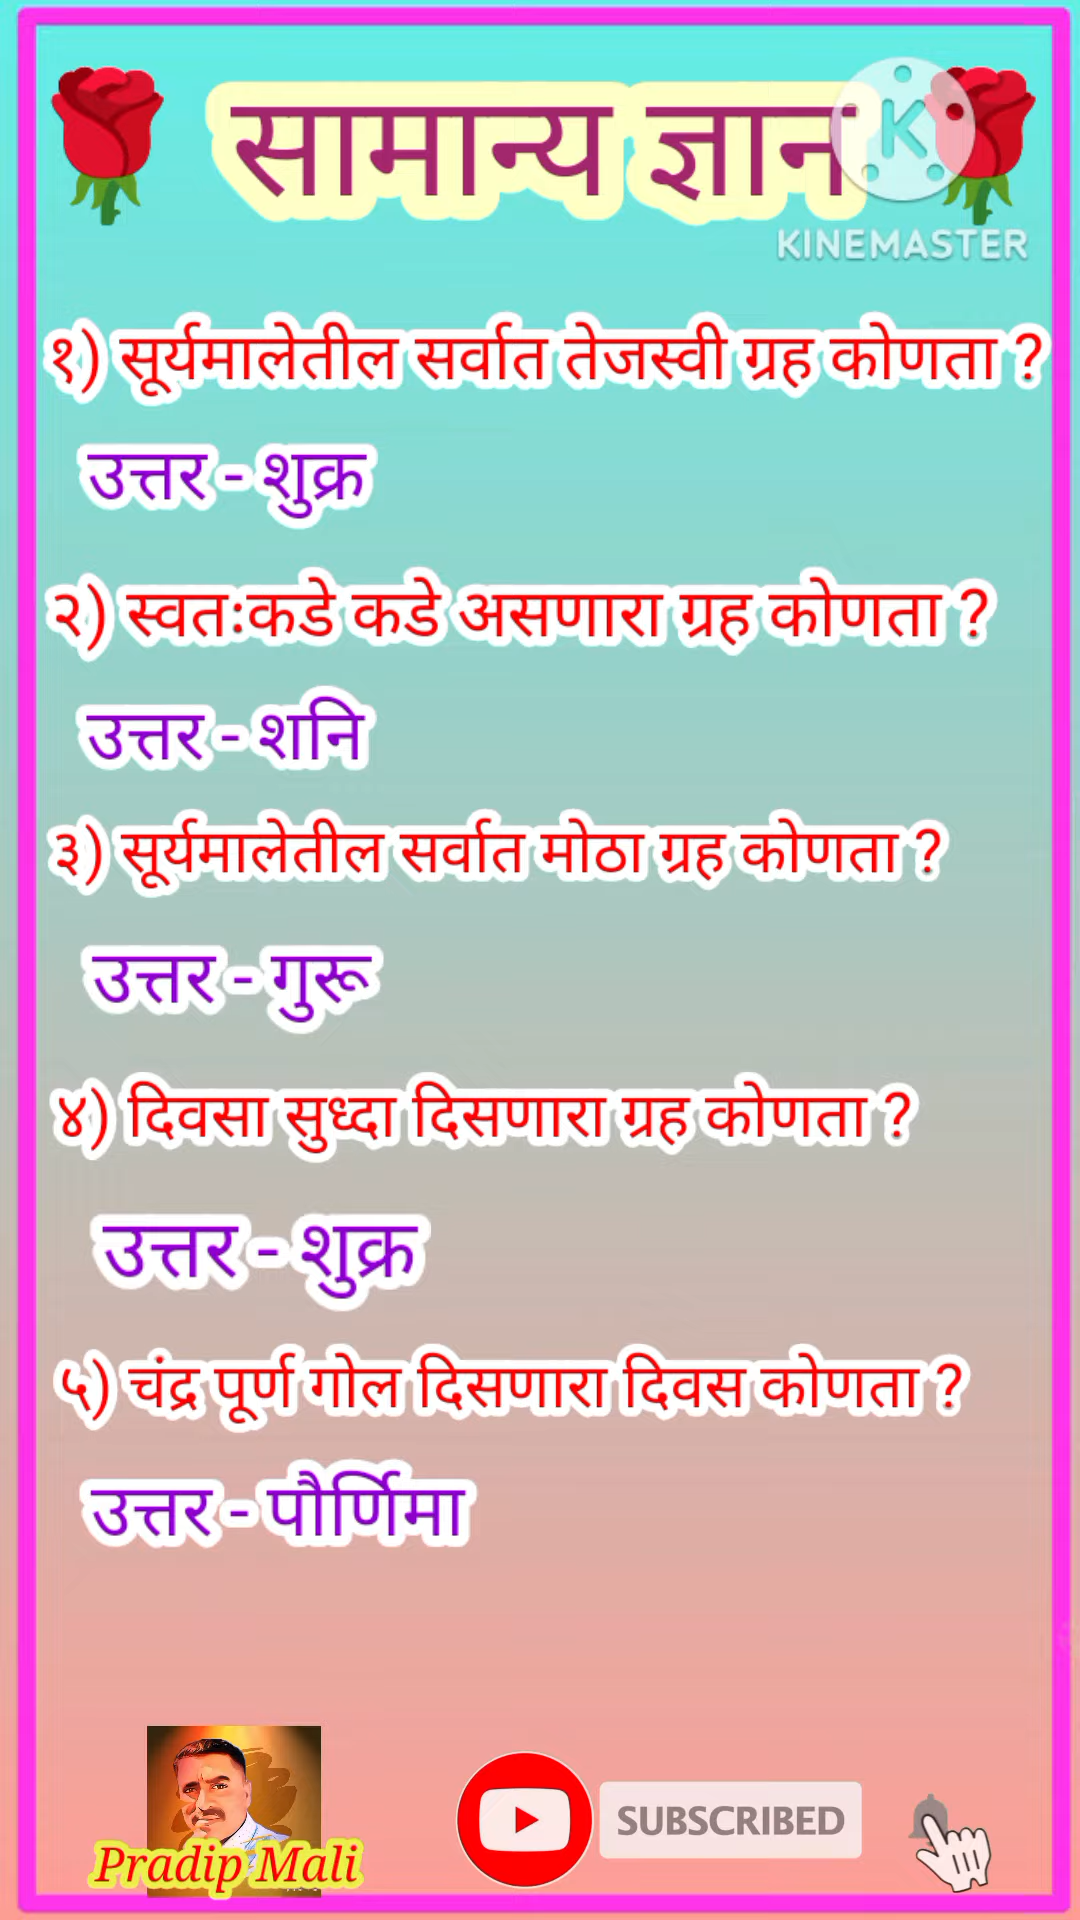 सामान्य ज्ञान
KINEMASTER
१) सूर्यमालेतील सर्वात तेजस्वी ग्रह कोणता ?
उत्तर - शुक्र
२) स्वतःकडे कडे असणारा ग्रह कोणता ?
उत्तर - शनि
३) सूर्यमालेतील सर्वात मोठा ग्रह कोणता ?
उत्तर - गुरू
४) दिवसा सुध्दा दिसणारा ग्रह कोणता ?
उत्तर - शुक्र
५) चंद्र पूर्ण गोल दिसणारा दिवस कोणता ?
उत्तर - पौर्णिमा
Pradip Mali
SUBSCRIBED